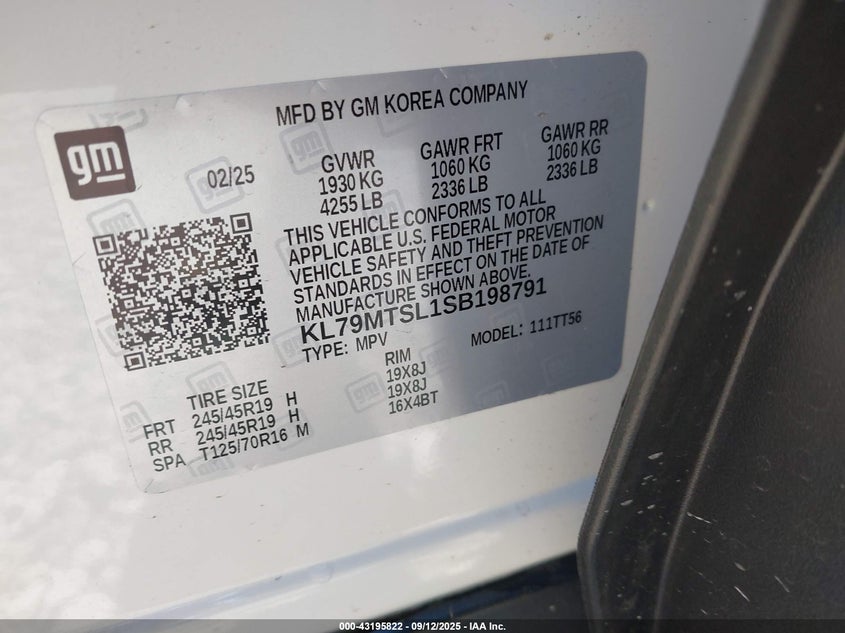 MFD BY GM KOREA COMPANY
gm
02/25
GVWR
1930 KG
4255 LB
GAWR FRT
1060 KG
2336 LB
GAWR RR
1060 KG
2336 LB
THIS VEHICLE CONFORMS TO ALL
APPLICABLE U.S. FEDERAL MOTOR
VEHICLE SAFETY AND THEFT PREVENTION
STANDARDS IN EFFECT ON THE DATE OF
MANUFACTURE SHOWN ABOVE.
KL79MTSL1SB198791
TYPE: MPV
MODEL: 111TT56
TIRE SIZE
RIM
FRT 245/45R19 H 19X8J
RR 245/45R19 H 19X8J
SPA T125/70R16 M 16X4BT
000-43195822 - 09/12/2025 - IAA Inc.